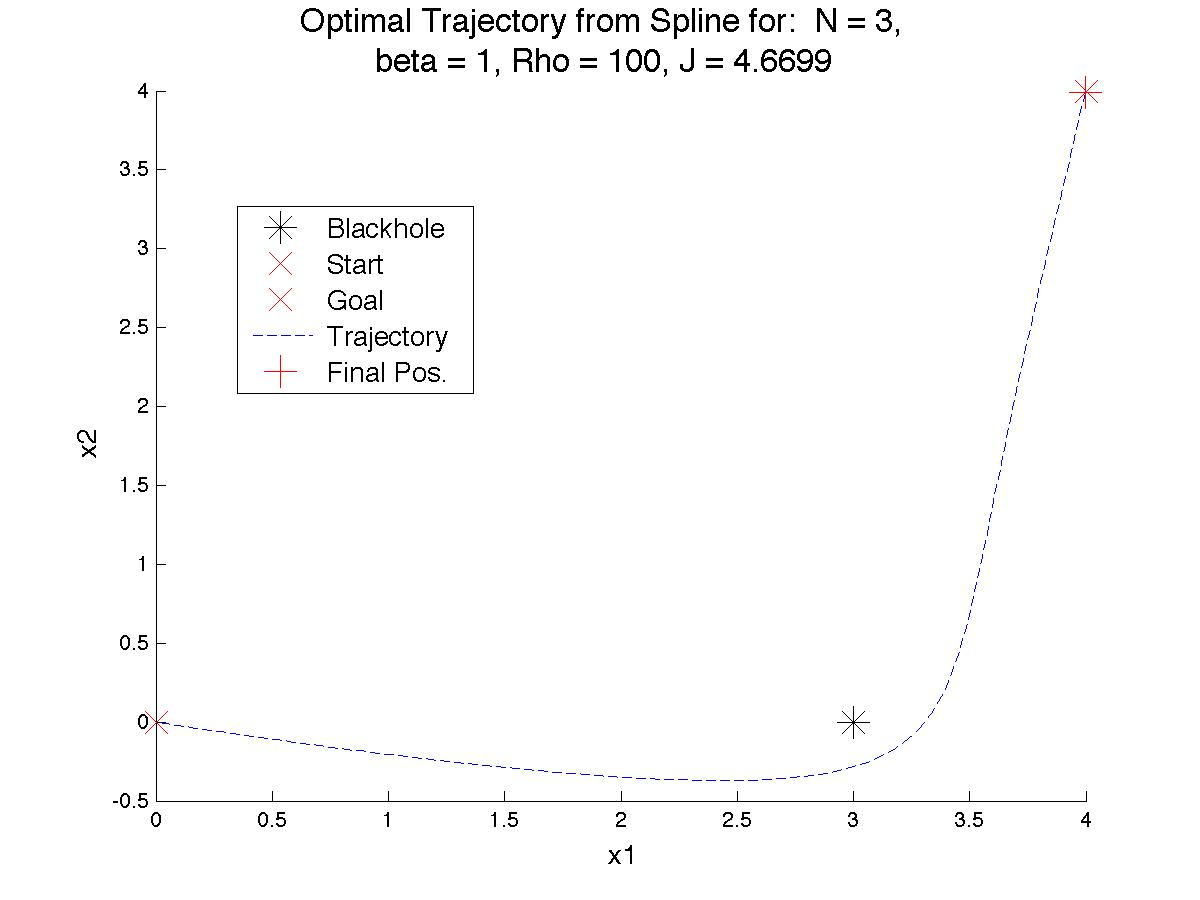 Optimal Trajectory from Spline for:  N = 3,
beta = 1, Rho = 100, J = 4.6699
4
3.5
3
2.5
2
1.5
1
0.5
0
-0.5
x2
Blackhole
Start
Goal
Trajectory
Final Pos.
0 0.5 1 1.5 2 2.5 3 3.5 4
x1